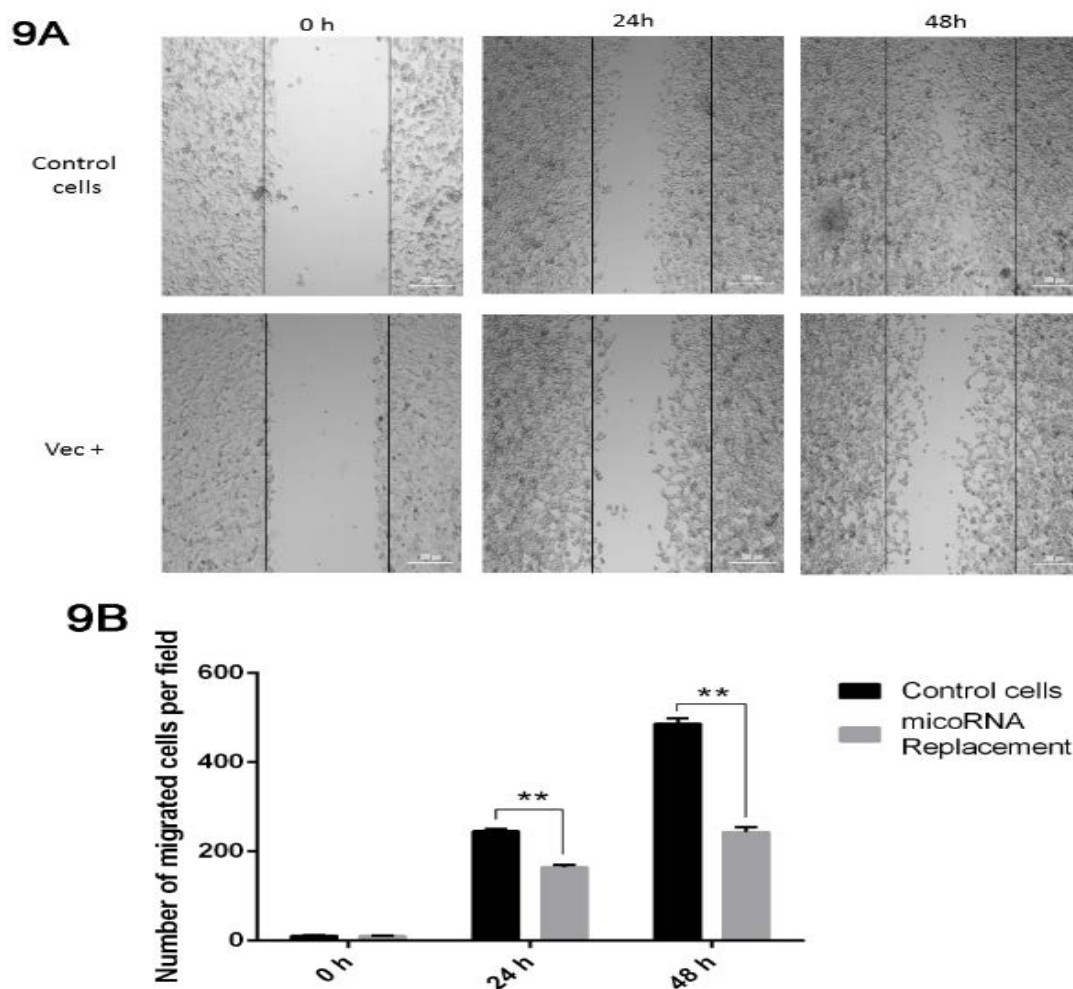 9A
0 h
24h
48h
Control
cells
Vec +
9B
Number of migrated cells per field
600
400
200
0
**
**
Control cells
micoRNA
Replacement
0 h
24 h
48 h